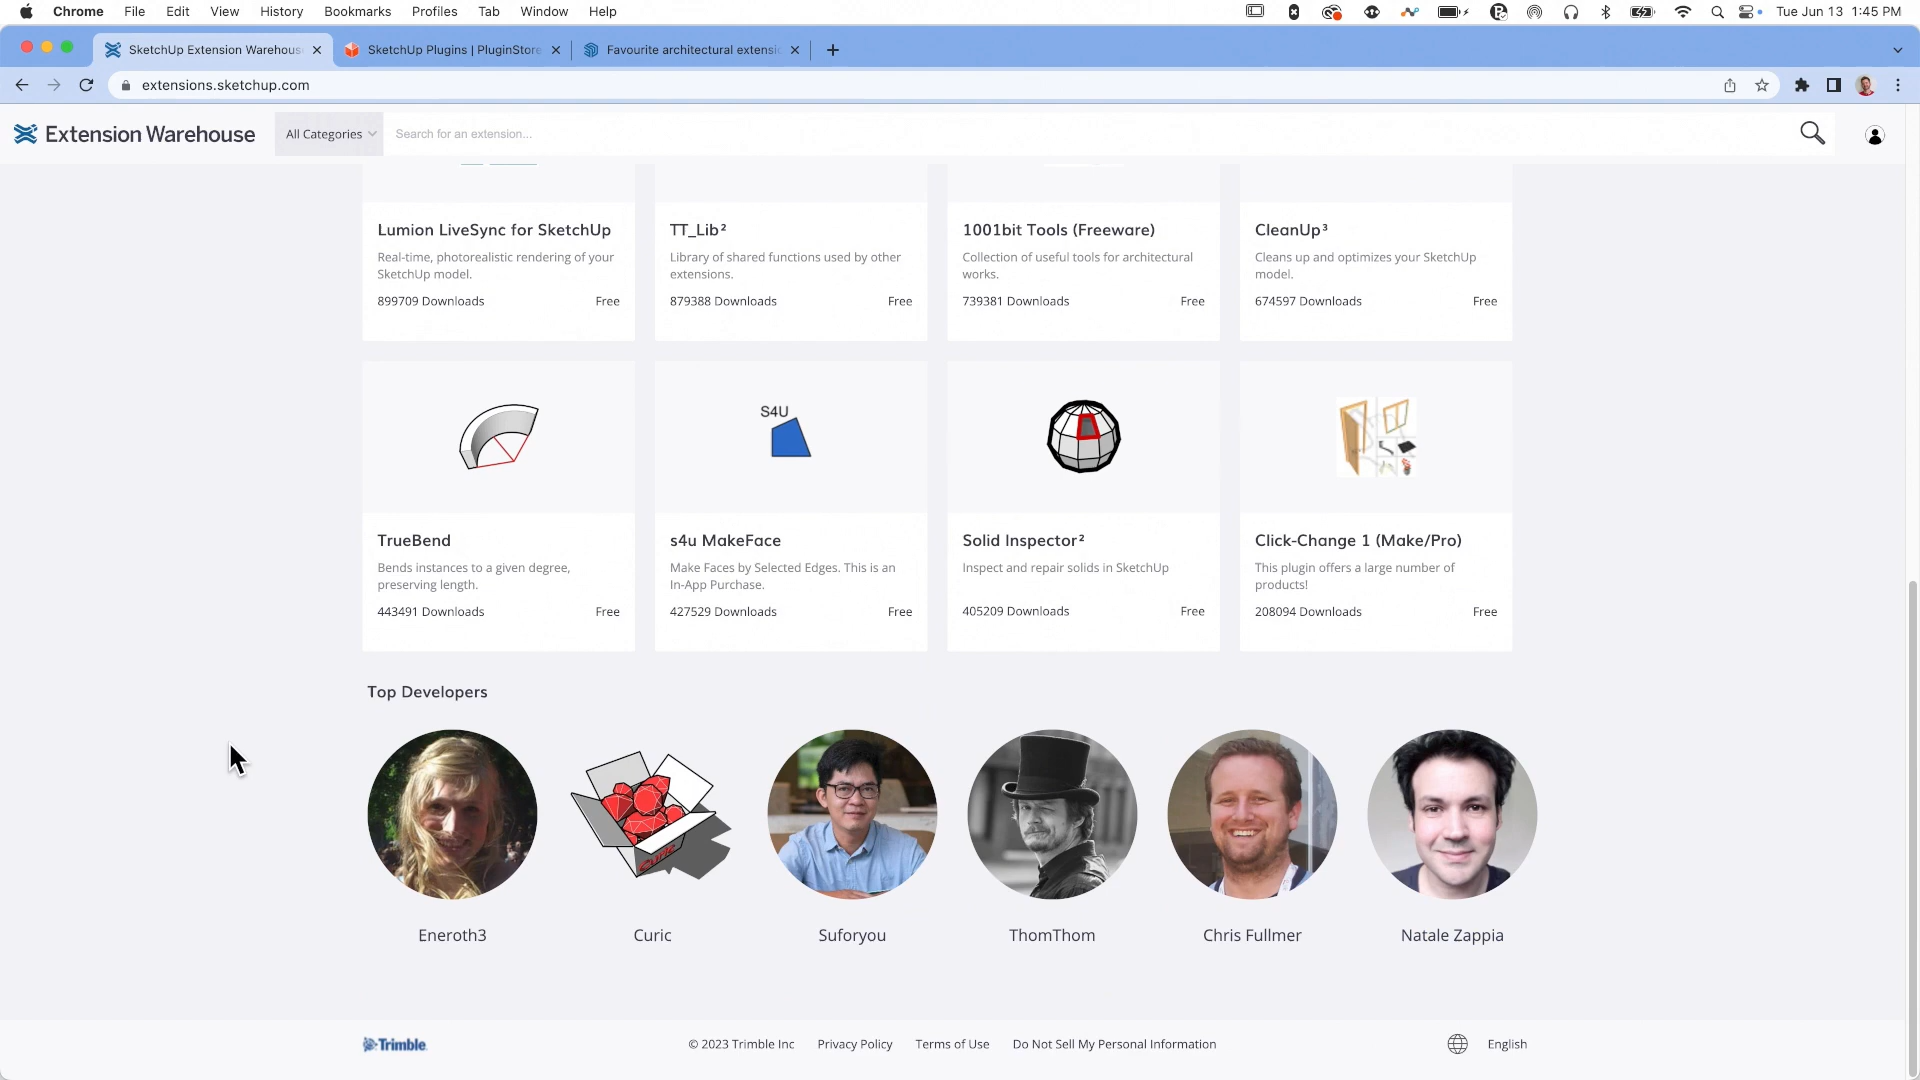 Chrome File Edit View History Bookmarks Profiles Tab Window Help Tue Jun 13 1:45 PM
SketchUp Extension Warehous SketchUp Plugins | PluginStore Favourite architectural extensi
extensions.sketchup.com
Extension Warehouse All Categories Search for an extension...
Lumion LiveSync for SketchUp
Real-time, photorealistic rendering of your
SketchUp model.
899709 Downloads Free
TT_Lib²
Library of shared functions used by other
extensions.
879388 Downloads Free
1001bit Tools (Freeware)
Collection of useful tools for architectural
works.
739381 Downloads Free
CleanUp³
Cleans up and optimizes your SketchUp
model.
674597 Downloads Free
TrueBend
Bends instances to a given degree,
preserving length.
443491 Downloads Free
S4U
s4u MakeFace
Make Faces by Selected Edges. This is an
In-App Purchase.
427529 Downloads Free
Solid Inspector²
Inspect and repair solids in SketchUp
405209 Downloads Free
Click-Change 1 (Make/Pro)
This plugin offers a large number of
products!
208094 Downloads Free
Top Developers
Curic
Eneroth3 Curic Suforyou ThomThom Chris Fullmer Natale Zappia
Trimble © 2023 Trimble Inc Privacy Policy Terms of Use Do Not Sell My Personal Information English